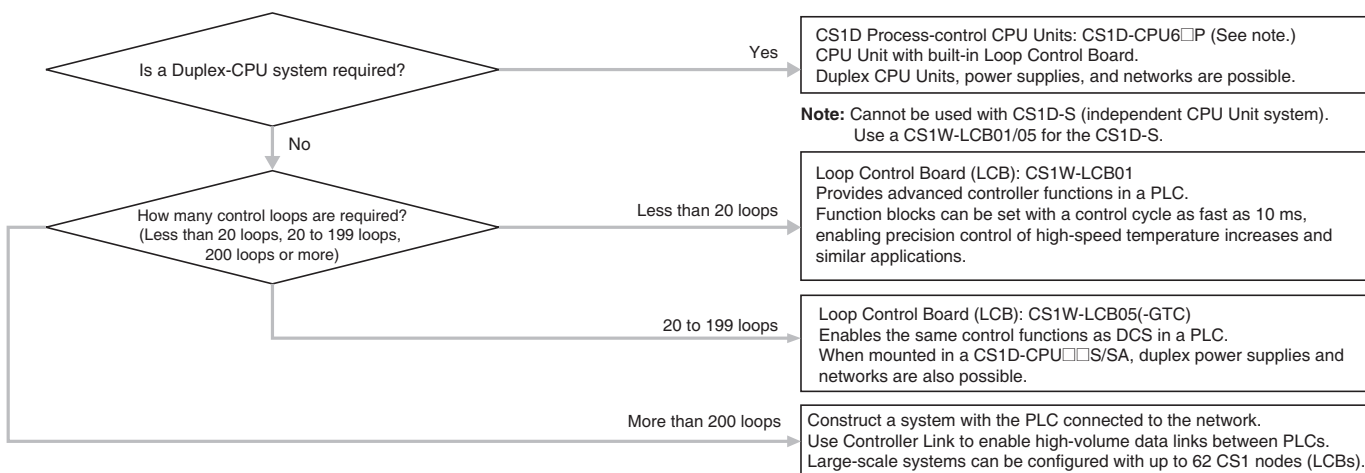 Is a Duplex-CPU system required?
Yes
CS1D Process-control CPU Units: CS1D-CPU6□P (See note.)
CPU Unit with built-in Loop Control Board.
Duplex CPU Units, power supplies, and networks are possible.
Note: Cannot be used with CS1D-S (independent CPU Unit system).
Use a CS1W-LCB01/05 for the CS1D-S.
No
How many control loops are required?
(Less than 20 loops, 20 to 199 loops,
200 loops or more)
Less than 20 loops
Loop Control Board (LCB): CS1W-LCB01
Provides advanced controller functions in a PLC.
Function blocks can be set with a control cycle as fast as 10 ms,
enabling precision control of high-speed temperature increases and
similar applications.
20 to 199 loops
Loop Control Board (LCB): CS1W-LCB05(-GTC)
Enables the same control functions as DCS in a PLC.
When mounted in a CS1D-CPU□□S/SA, duplex power supplies and
networks are also possible.
More than 200 loops
Construct a system with the PLC connected to the network.
Use Controller Link to enable high-volume data links between PLCs.
Large-scale systems can be configured with up to 62 CS1 nodes (LCBs).